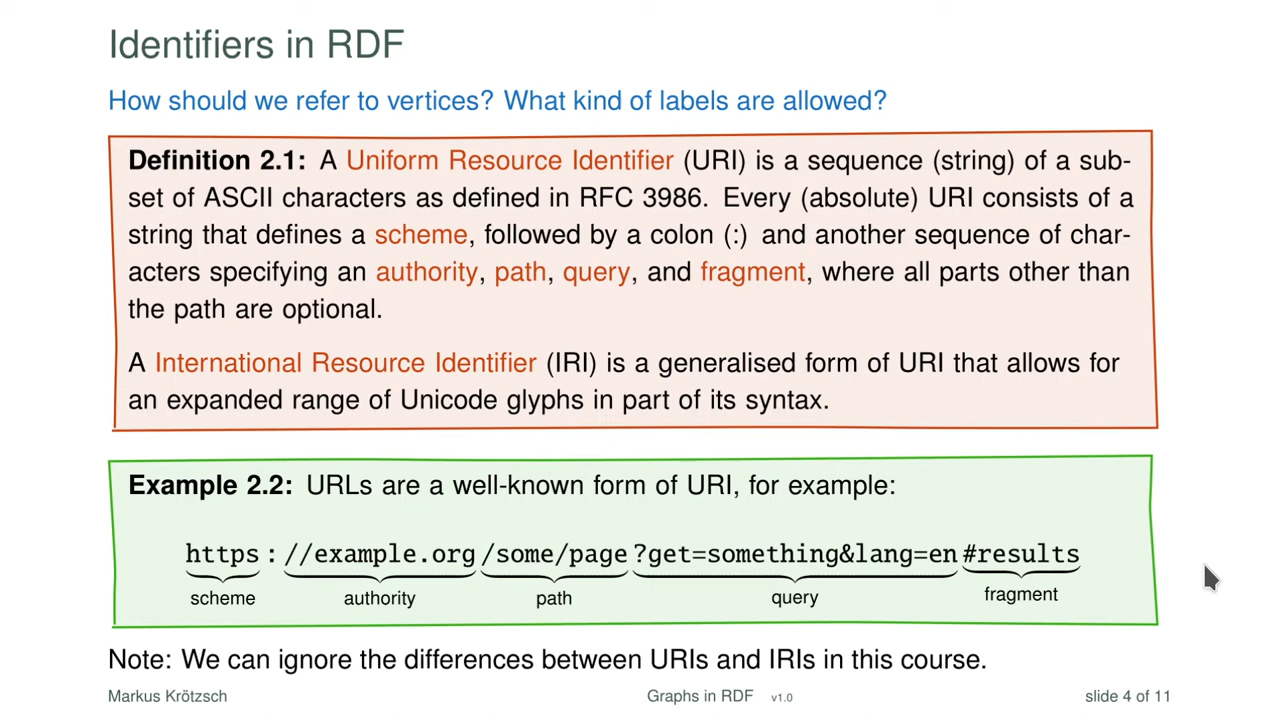 Identifiers in RDF
How should we refer to vertices? What kind of labels are allowed?
Definition 2.1: A Uniform Resource Identifier (URI) is a sequence (string) of a sub-
set of ASCII characters as defined in RFC 3986. Every (absolute) URI consists of a
string that defines a scheme, followed by a colon (:) and another sequence of char-
acters specifying an authority, path, query, and fragment, where all parts other than
the path are optional.
A International Resource Identifier (IRI) is a generalised form of URI that allows for
an expanded range of Unicode glyphs in part of its syntax.
Example 2.2: URLs are a well-known form of URI, for example:
https : //example.org /some/page ?get=something&lang=en #results
scheme authority path query fragment
Note: We can ignore the differences between URIs and IRIs in this course.
Markus Krötzsch Graphs in RDF v1.0 slide 4 of 11